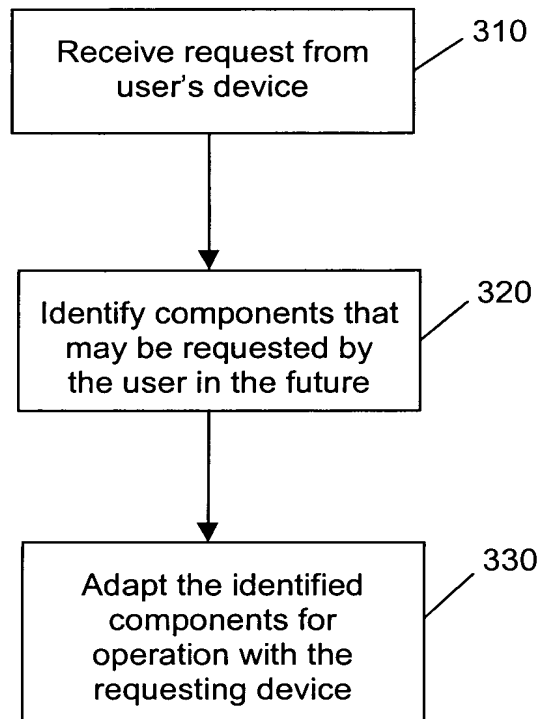 Receive request from
user's device
310
Identify components that
may be requested by
the user in the future
320
Adapt the identified
components for
operation with the
requesting device
330